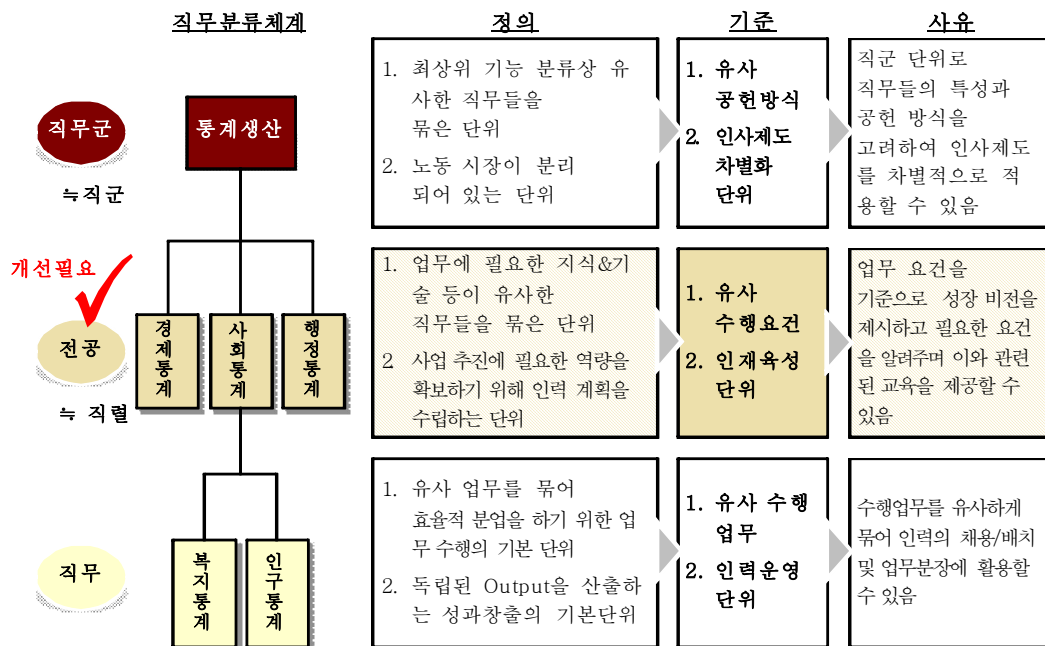 직무분류체계
정의
기준
사유
직무군
≒직군
통계생산
1. 최상위 기능 분류상 유
사한 직무들을
묶은 단위
2. 노동 시장이 분리
되어 있는 단위
1. 유사
공헌방식
2. 인사제도
차별화
단위
직군 단위로
직무들의 특성과
공헌 방식을
고려하여 인사제도
를 차별적으로 적
용할 수 있음
개선필요
전공
≒ 직렬
경제통계
사회통계
행정통계
1. 업무에 필요한 지식&기
술 등이 유사한
직무들을 묶은 단위
2 사업 추진에 필요한 역량을
확보하기 위해 인력 계획을
수립하는 단위
1. 유사
수행요건
2. 인재육성
단위
업무 요건을
기준으로 성장 비전을
제시하고 필요한 요건
을 알려주며 이와 관련
된 교육을 제공할 수
있음
직무
복지통계
인구통계
1. 유사 업무를 묶어
효율적 분업을 하기 위한 업
무 수행의 기본 단위
2. 독립된 Output을 산출하
는 성과창출의 기본단위
1. 유사 수행
업무
2. 인력운영
단위
수행업무를 유사하게
묶어 인력의 채용/배치
및 업무분장에 활용할
수 있음